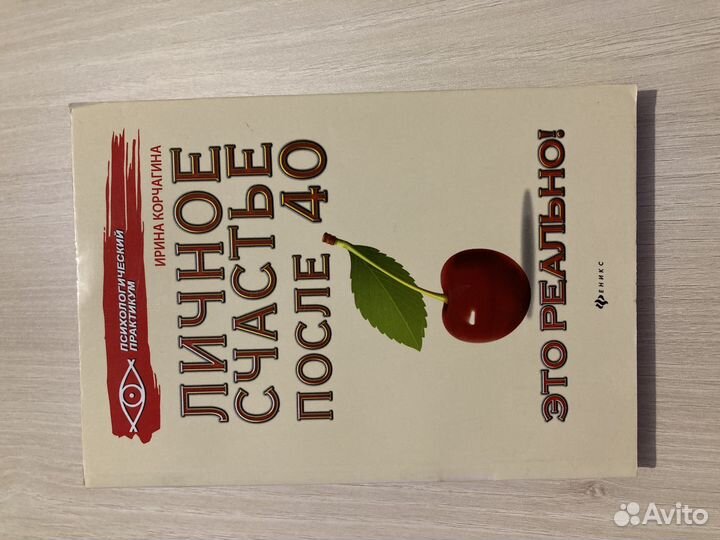 ПСИХОЛОГИЧЕСКИЙ
ПРАКТИКУМ
ИРИНА КОРЧАГИНА
ЛИЧНОЕ
СЧАСТЬЕ
ПОСЛЕ 40
ЭТО РЕАЛЬНО!
ФЕНИКС
Avito